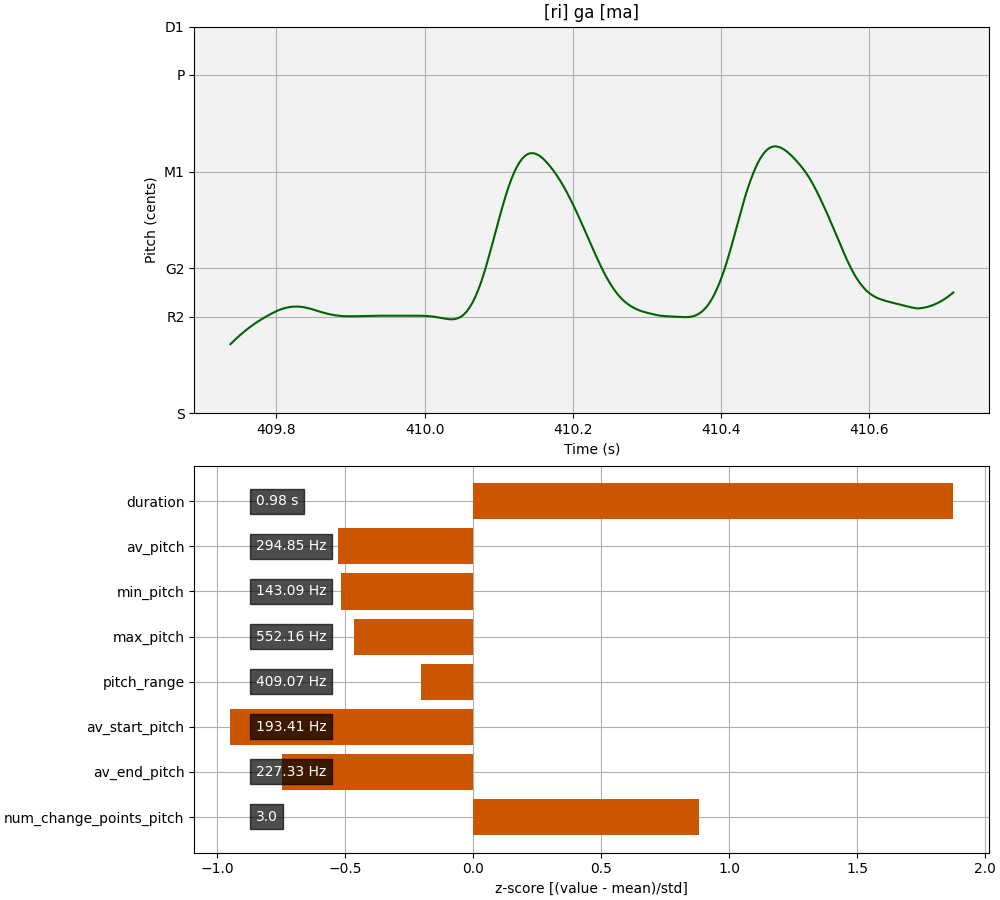 [ri] ga [ma]
D1
P
M1
G2
R2
S
Pitch (cents)
409.8 410.0 410.2 410.4 410.6
Time (s)
duration 0.98 s
av_pitch 294.85 Hz
min_pitch 143.09 Hz
max_pitch 552.16 Hz
pitch_range 409.07 Hz
av_start_pitch 193.41 Hz
av_end_pitch 227.33 Hz
num_change_points_pitch 3.0
−1.0 −0.5 0.0 0.5 1.0 1.5 2.0
z-score [(value - mean)/std]